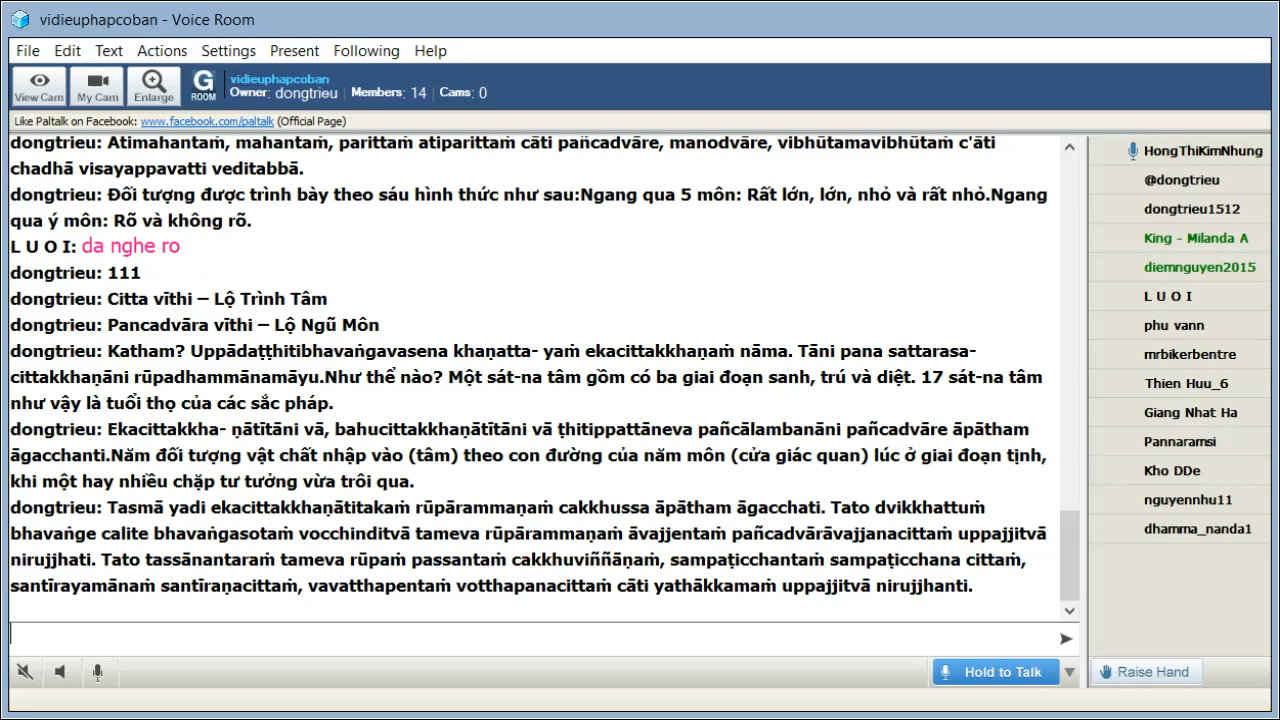 vidieuphapcoban - Voice Room
File Edit Text Actions Settings Present Following Help
View Cam My Cam Enlarge G ROOM
vidieuphapcoban
Owner: dongtrieu | Members: 14 | Cams: 0
Like Paltalk on Facebook: www.facebook.com/paltalk (Official Page)
dongtrieu: Atimahantaṁ, mahantaṁ, parittaṁ atiparittaṁ cāti pañcadvāre, manodvāre, vibhūtamavibhūtaṁ c'āti
chadhā visayappavatti veditabbā.
dongtrieu: Đối tượng được trình bày theo sáu hình thức như sau:Ngang qua 5 môn: Rất lớn, lớn, nhỏ và rất nhỏ.Ngang
qua ý môn: Rõ và không rõ.
L U O I: da nghe ro
dongtrieu: 111
dongtrieu: Citta vīthi – Lộ Trình Tâm
dongtrieu: Pancadvāra vīthi – Lộ Ngũ Môn
dongtrieu: Katham? Uppādaṭṭhitibhavaṅgavasena khaṇatta- yaṁ ekacittakkhaṇaṁ nāma. Tāni pana sattarasa-
cittakkhaṇāni rūpadhammānamāyu.Như thế nào? Một sát-na tâm gồm có ba giai đoạn sanh, trú và diệt. 17 sát-na tâm
như vậy là tuổi thọ của các sắc pháp.
dongtrieu: Ekacittakkha- ṇātītāni vā, bahucittakkhaṇātītāni vā ṭhitippattāneva pañcālambanāni pañcadvāre āpātham
āgacchanti.Năm đối tượng vật chất nhập vào (tâm) theo con đường của năm môn (cửa giác quan) lúc ở giai đoạn tịnh,
khi một hay nhiều chặp tư tưởng vừa trôi qua.
dongtrieu: Tasmā yadi ekacittakkhaṇātitakaṁ rūpārammaṇaṁ cakkhussa āpātham āgacchati. Tato dvikkhattuṁ
bhavaṅge calite bhavaṅgasotaṁ vocchinditvā tameva rūpārammaṇaṁ āvajjentaṁ pañcadvārāvajjanacittaṁ uppajjitvā
nirujjhati. Tato tassānantaraṁ tameva rūpaṁ passantaṁ cakkhuviññāṇaṁ, sampaṭicchantaṁ sampaṭicchana cittaṁ,
santīrayamānaṁ santīraṇacittaṁ, vavatthapentaṁ votthapanacittaṁ cāti yathākkamaṁ uppajjitvā nirujjhanti.
HongThiKimNhung
@dongtrieu
dongtrieu1512
King - Milanda A
diemnguyen2015
L U O I
phu vann
mrbikerbentre
Thien Huu_6
Giang Nhat Ha
Pannaramsi
Kho DDe
nguyennhu11
dhamma_nanda1
Hold to Talk
Raise Hand